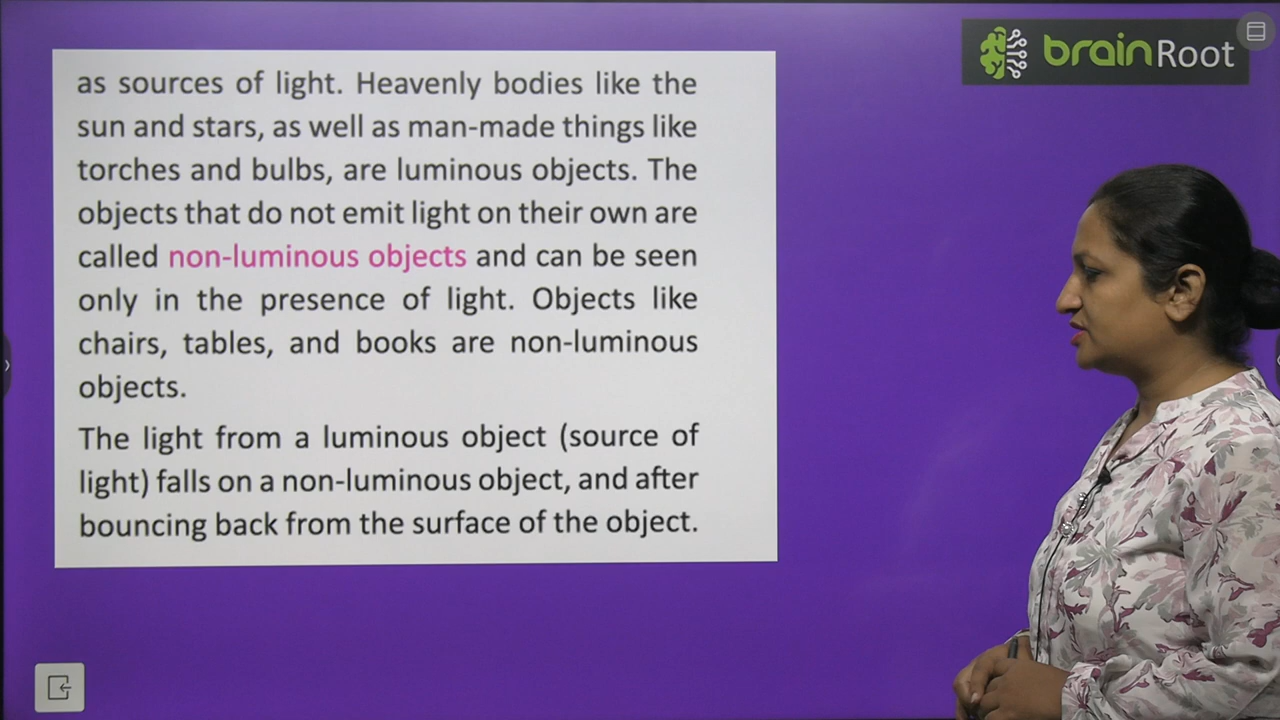 as sources of light. Heavenly bodies like the
sun and stars, as well as man-made things like
torches and bulbs, are luminous objects. The
objects that do not emit light on their own are
called non-luminous objects and can be seen
only in the presence of light. Objects like
chairs, tables, and books are non-luminous
objects.
The light from a luminous object (source of
light) falls on a non-luminous object, and after
bouncing back from the surface of the object.
brainRoot